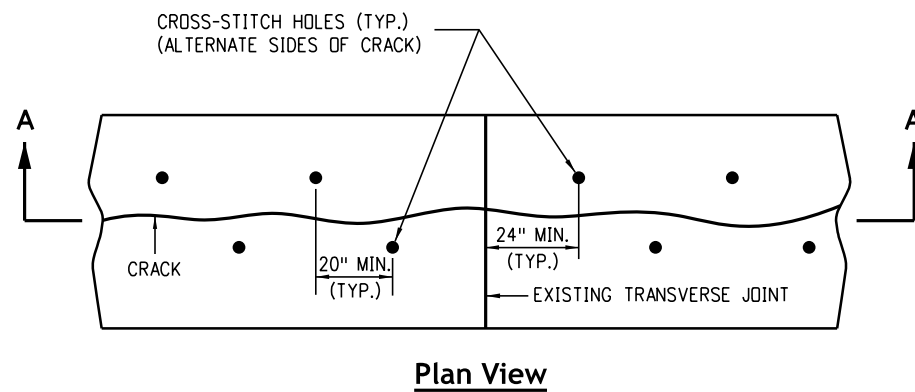 CROSS-STITCH HOLES (TYP.)
(ALTERNATE SIDES OF CRACK)
A
A
24" MIN.
(TYP.)
20" MIN.
(TYP.)
CRACK
EXISTING TRANSVERSE JOINT
Plan View